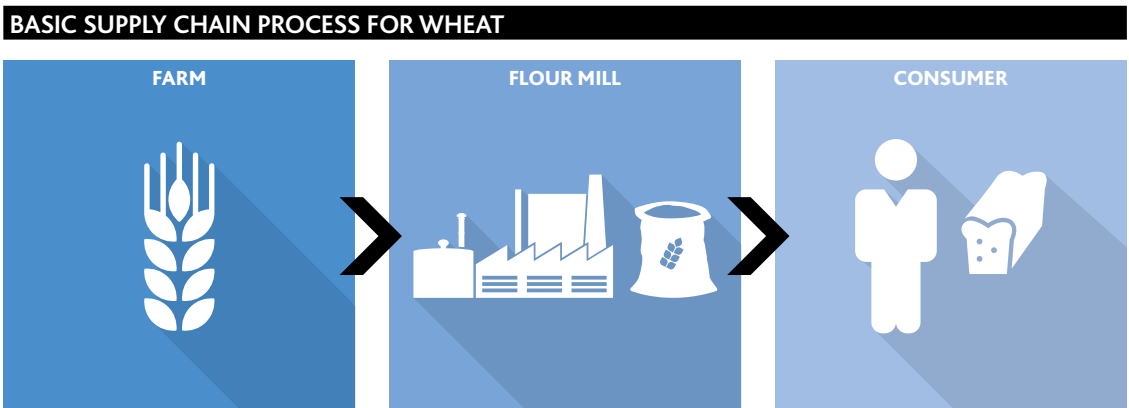 BASIC SUPPLY CHAIN PROCESS FOR WHEAT
FARM
FLOUR MILL
CONSUMER